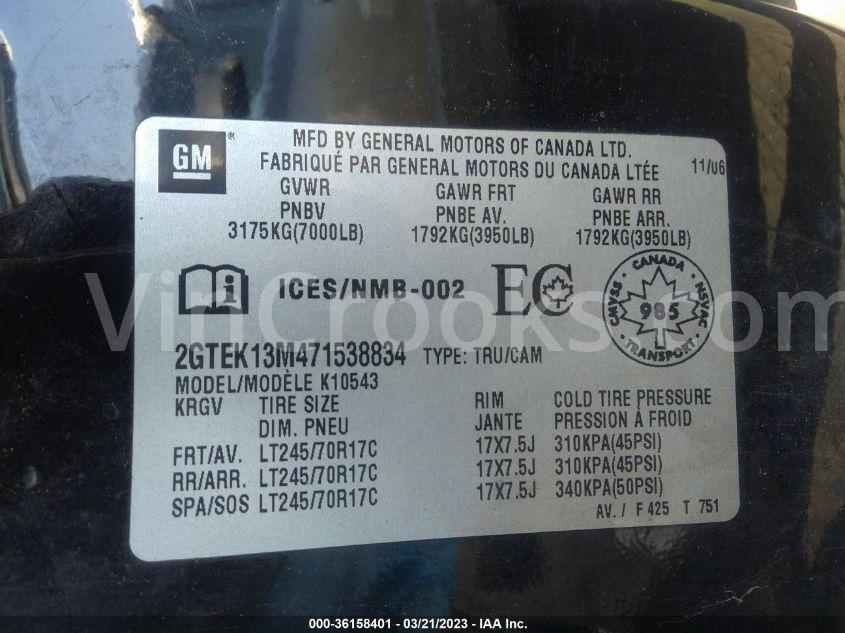 GM®
MFD BY GENERAL MOTORS OF CANADA LTD.
FABRIQUÉ PAR GENERAL MOTORS DU CANADA LTÉE 11/06
GVWR GAWR FRT GAWR RR
PNBV PNBE AV. PNBE ARR.
3175KG(7000LB) 1792KG(3950LB) 1792KG(3950LB)
i ICES/NMB-002 EC
CANADA
CMVSS 985 NSVAC
TRANSPORT
VinCrooks.com
2GTEK13M471538834 TYPE: TRU/CAM
MODEL/MODÈLE K10543
KRGV TIRE SIZE RIM COLD TIRE PRESSURE
DIM. PNEU JANTE PRESSION À FROID
FRT/AV. LT245/70R17C 17X7.5J 310KPA(45PSI)
RR/ARR. LT245/70R17C 17X7.5J 310KPA(45PSI)
SPA/SOS LT245/70R17C 17X7.5J 340KPA(50PSI)
AV. / F 425 T 751
000-36158401 / 03/21/2023 — IAA Inc.